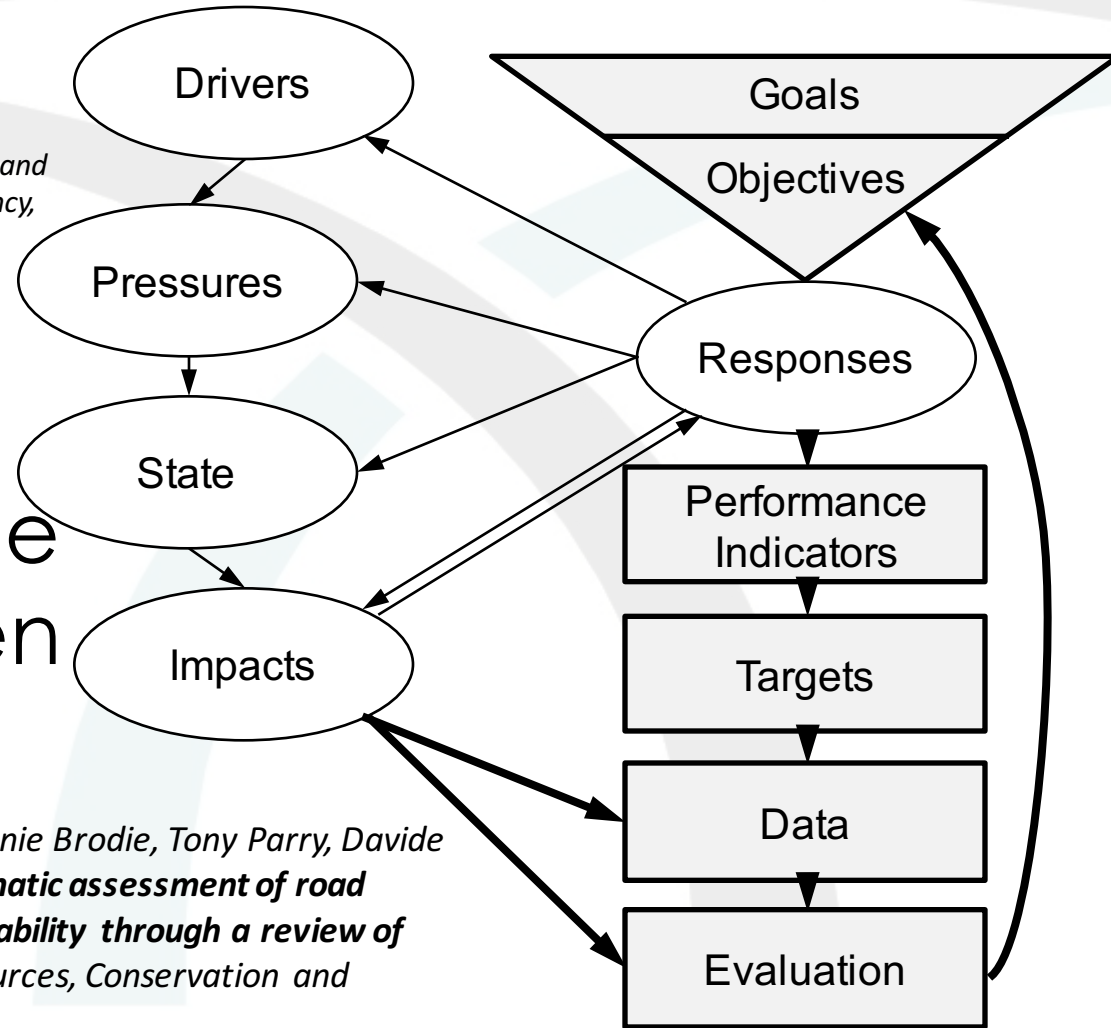 Drivers
Goals
and
ncy,
Objectives
Pressures
Responses
State
e
Performance
Indicators
en
Impacts
Targets
Data
nie Brodie, Tony Parry, Davide
matic assessment of road
ability through a review of
urces, Conservation and
Evaluation